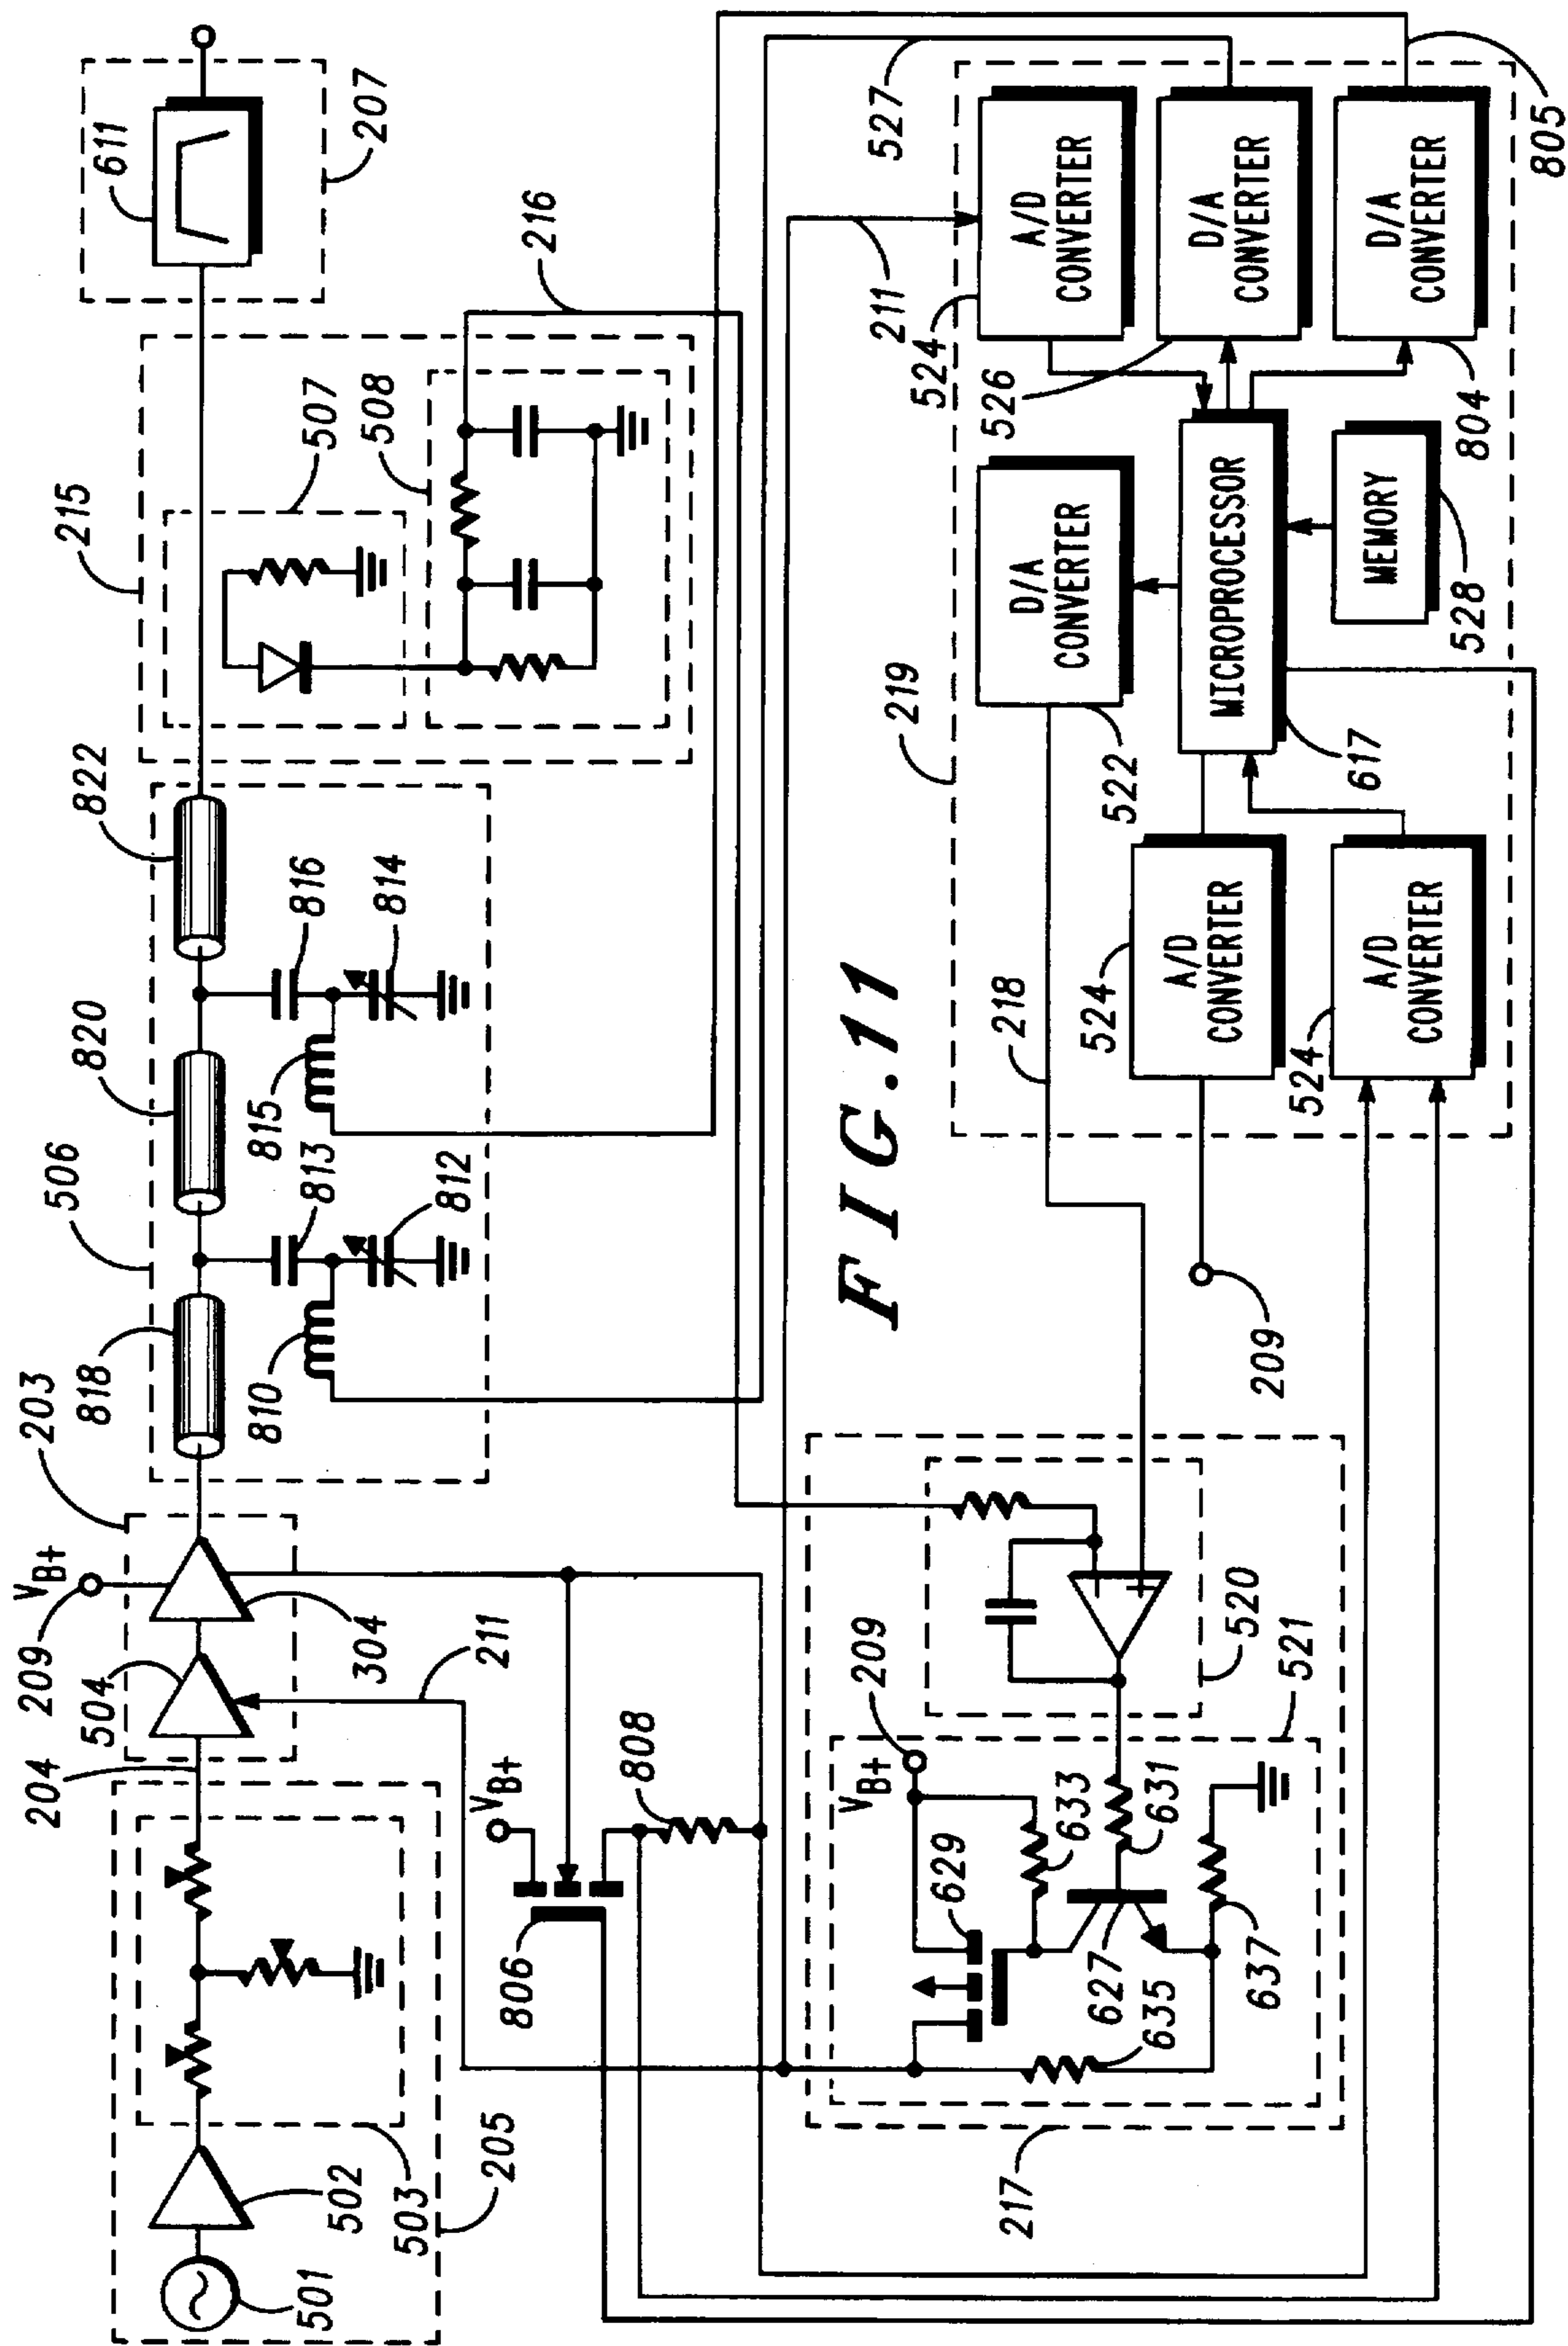 501
502
503
205
204
504
209
VB+
304
203
211
818
506
820
822
810
813
812
815
816
814
215
507
508
216
611
207
VB+
806
808
FIG.11
217
VB+
209
629
633
631
627
635
637
520
521
209
218
219
524
A/D
CONVERTER
524
A/D
CONVERTER
522
D/A
CONVERTER
MICROPROCESSOR
617
MEMORY
528
211
524
A/D
CONVERTER
527
526
D/A
CONVERTER
D/A
CONVERTER
804
805